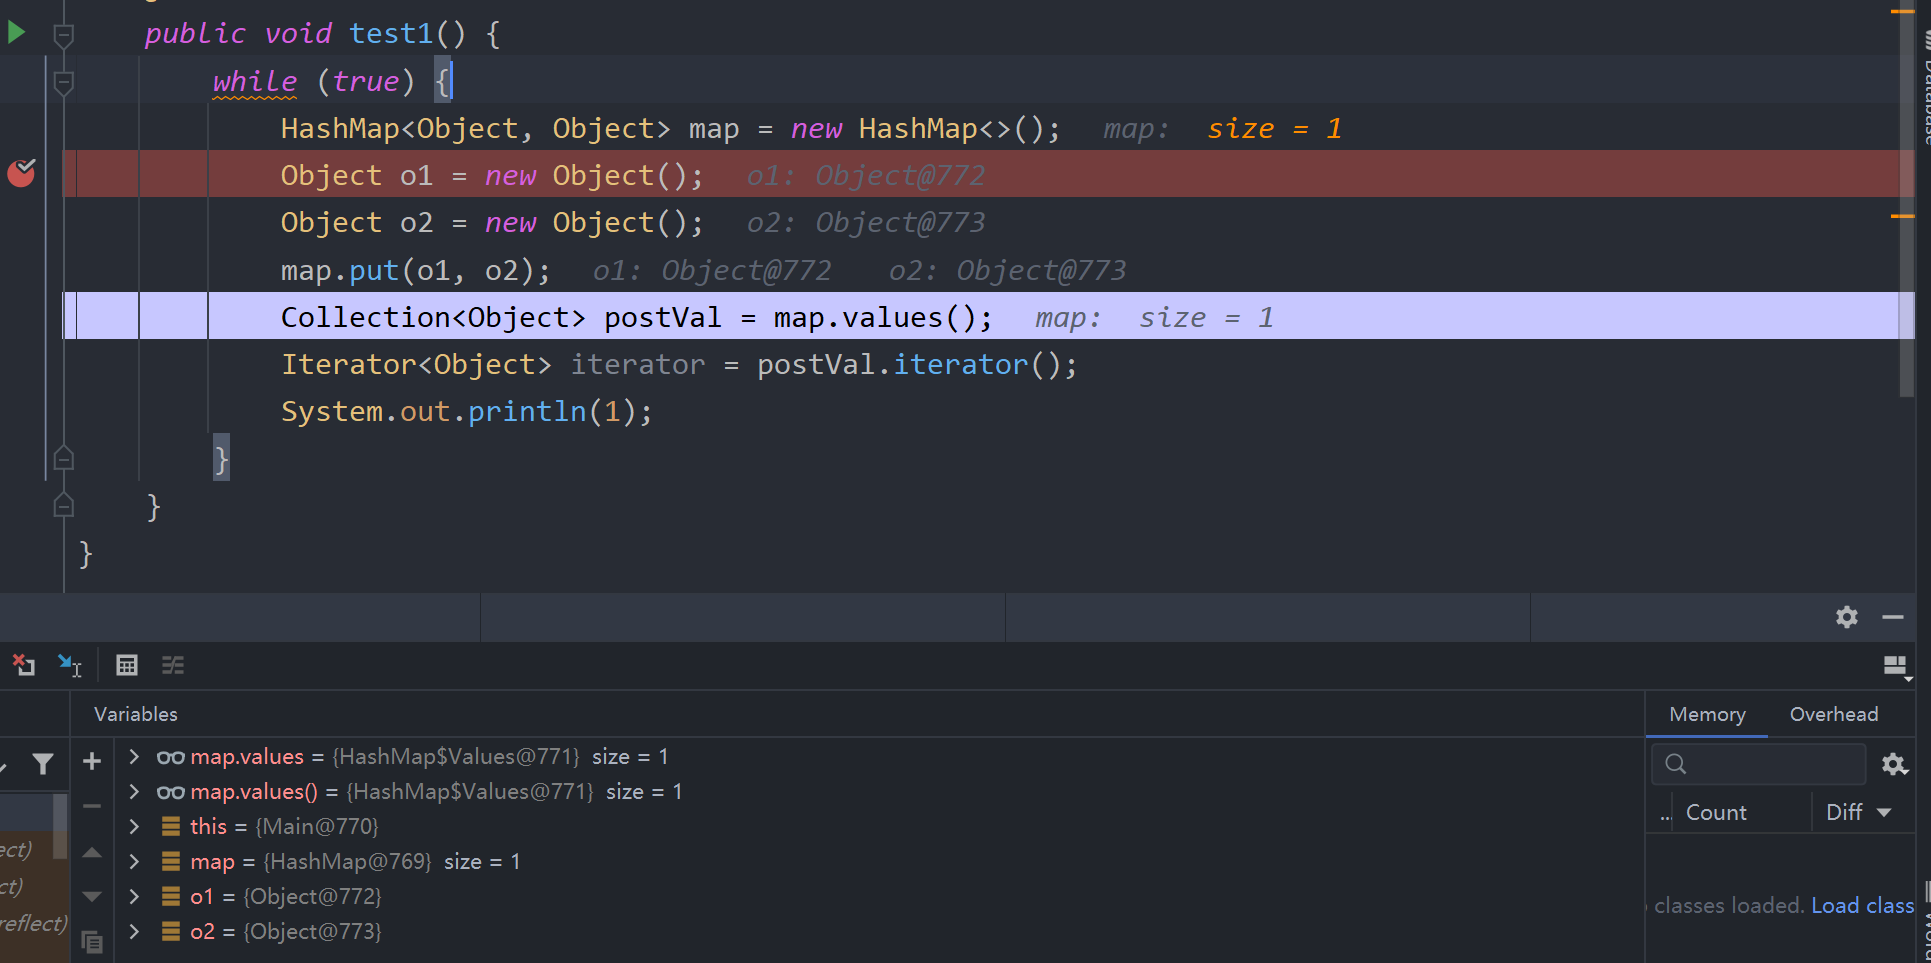 public void test1() {
while (true) {
HashMap<Object, Object> map = new HashMap<>(); map: size = 1
Object o1 = new Object(); o1: Object@772
Object o2 = new Object(); o2: Object@773
map.put(o1, o2); o1: Object@772 o2: Object@773
Collection<Object> postVal = map.values(); map: size = 1
Iterator<Object> iterator = postVal.iterator();
System.out.println(1);
}
}
}
Database
Variables
Memory Overhead
map.values = {HashMap$Values@771} size = 1
map.values() = {HashMap$Values@771} size = 1
this = {Main@770}
map = {HashMap@769} size = 1
o1 = {Object@772}
o2 = {Object@773}
ect)
ct)
reflect)
... Count Diff
classes loaded. Load class